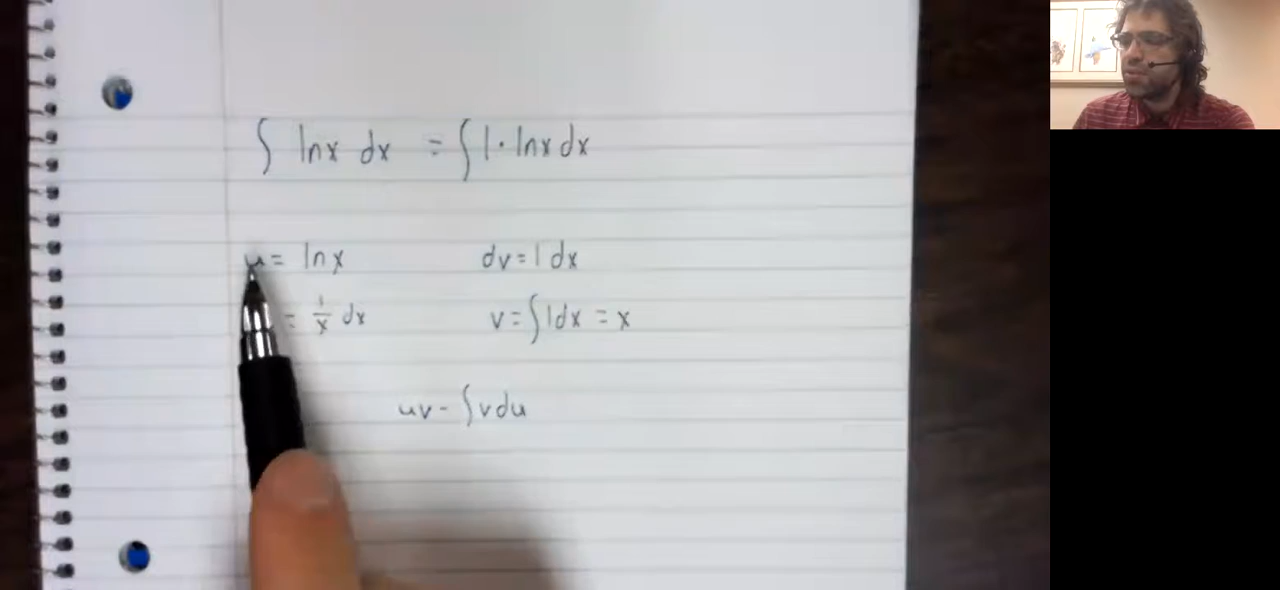 ∫ ln x dx = ∫ 1 · ln x dx
u = ln x dv = 1 dx
= 1/x dx v = ∫ 1 dx = x
uv - ∫ v du